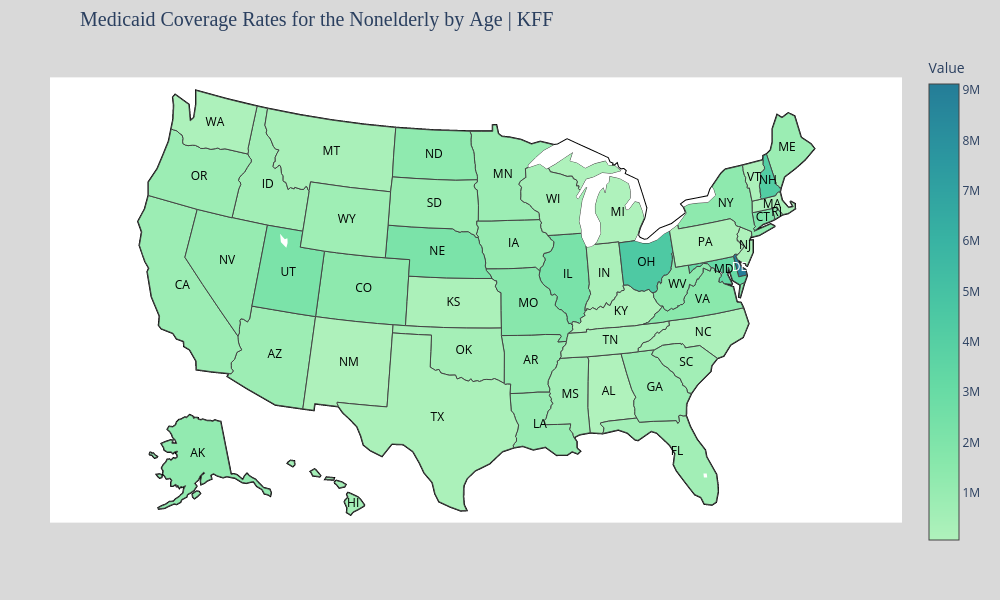 Medicaid Coverage Rates for the Nonelderly by Age | KFF
Value
9M
8M
7M
6M
5M
4M
3M
2M
1M
WA
OR
ID
MT
ND
MN
SD
WY
WI
MI
ME
VT
NH
NY
MA
RI
CT
PA
NJ
MD
DE
OH
IN
IL
IA
NE
NV
UT
CA
CO
KS
MO
KY
WV
VA
NC
TN
AZ
NM
OK
AR
SC
GA
AL
MS
LA
TX
FL
AK
HI